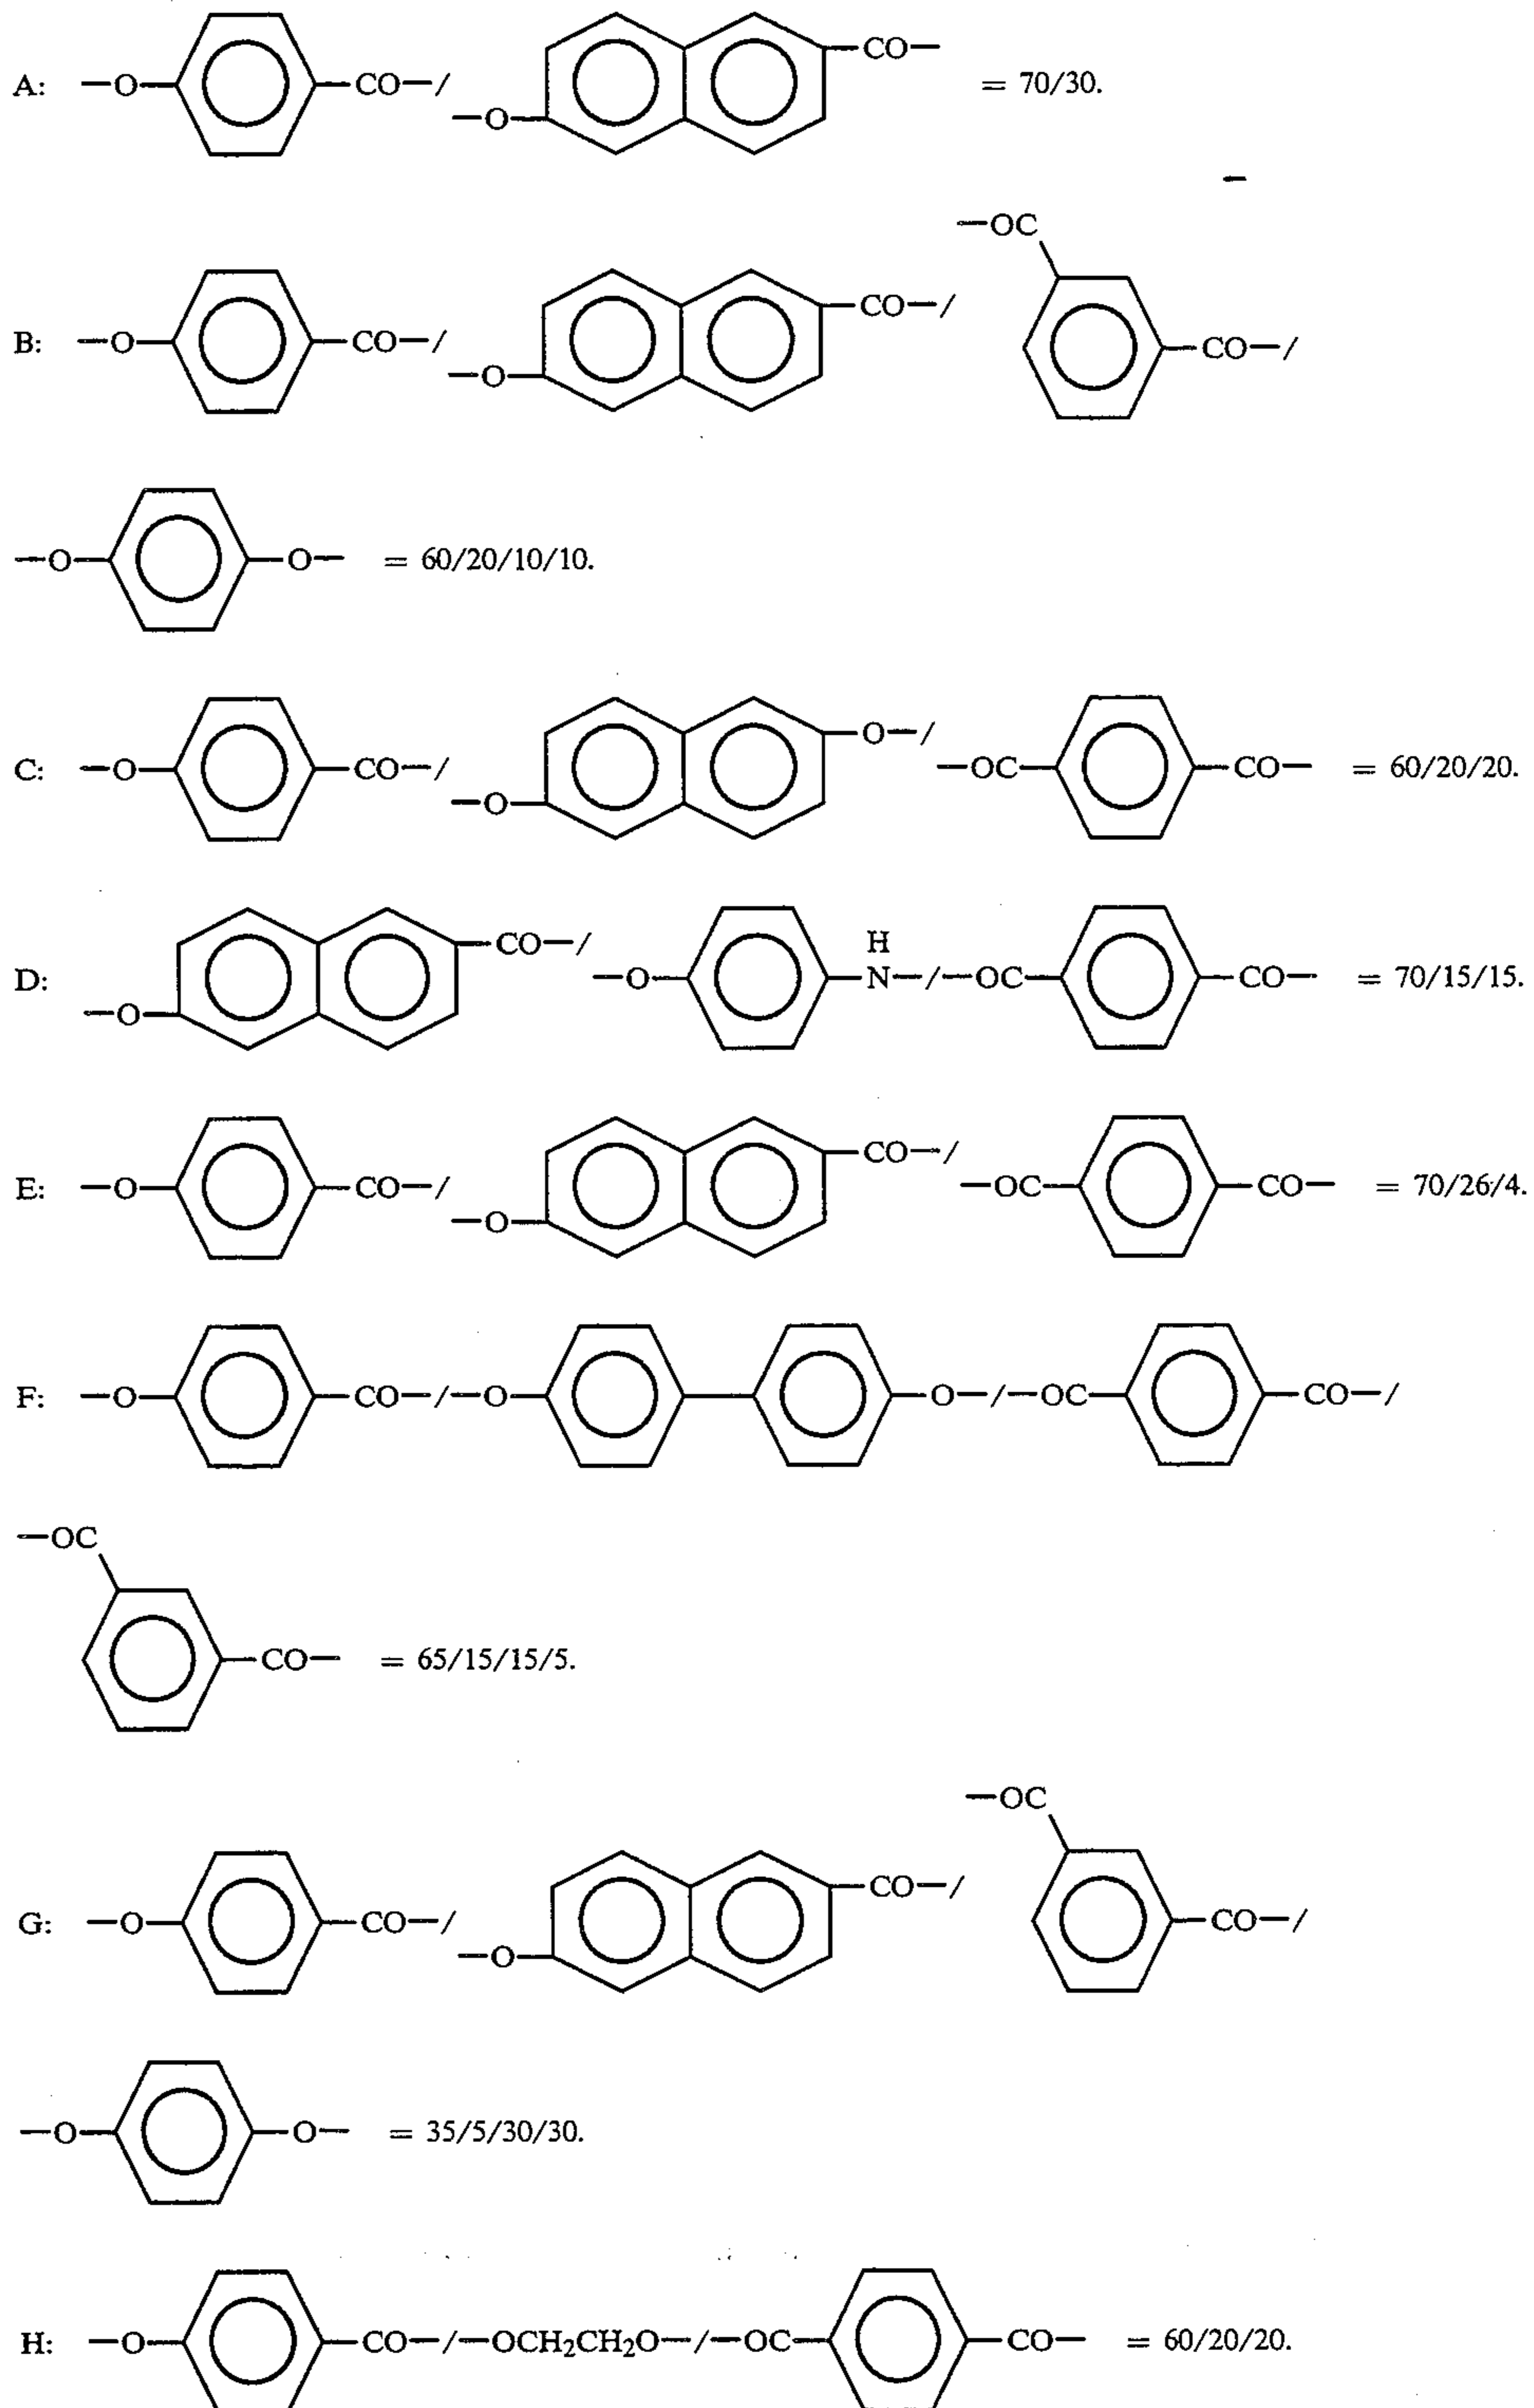 A: —O— —CO—/ —O— —CO— = 70/30.
B: —O— —CO—/ —O— —CO—/ —OC —CO—/
—O— —O— = 60/20/10/10.
C: —O— —CO—/ —O— —O—/ —OC— —CO— = 60/20/20.
D: —O— —CO—/ —O— —N—/—OC— —CO— = 70/15/15.
H
E: —O— —CO—/ —O— —CO—/ —OC— —CO— = 70/26/4.
F: —O— —CO—/—O— —O—/—OC— —CO—/
—OC
—CO— = 65/15/15/5.
G: —O— —CO—/ —O— —CO—/ —OC —CO—/
—O— —O— = 35/5/30/30.
H: —O— —CO—/—OCH₂CH₂O—/—OC— —CO— = 60/20/20.